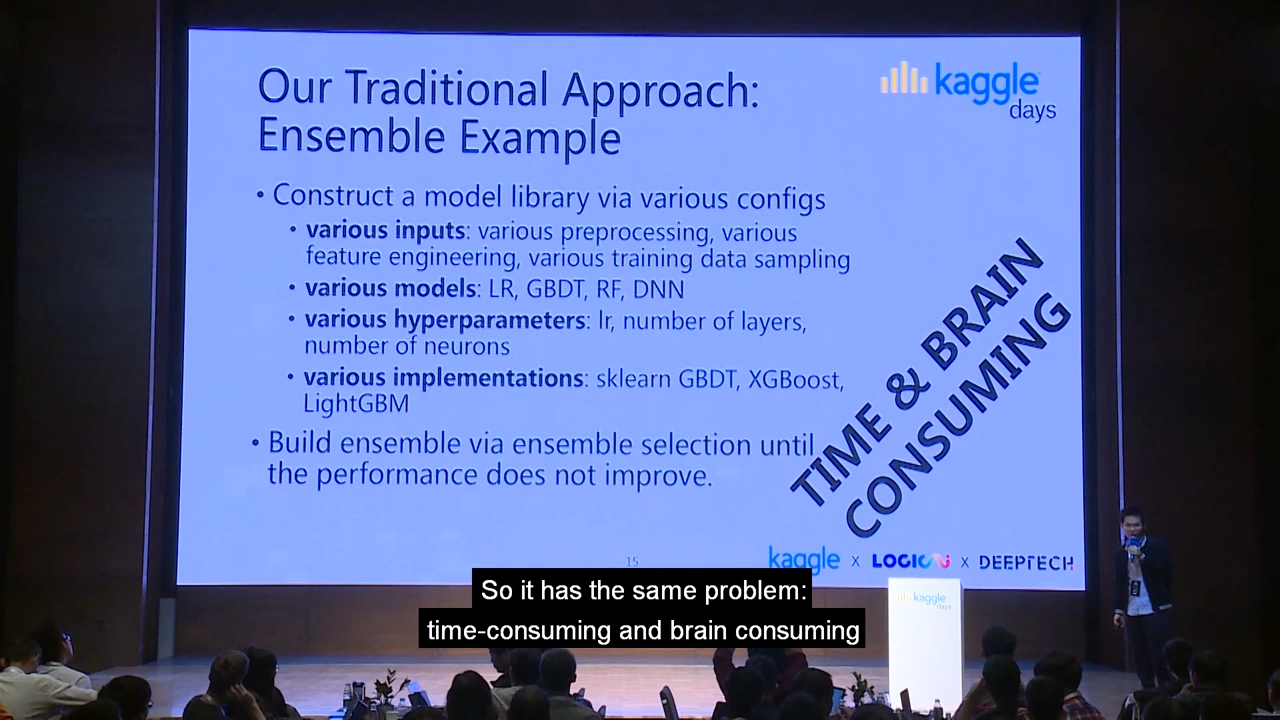 Our Traditional Approach:
Ensemble Example
kaggle
days
• Construct a model library via various configs
• various inputs: various preprocessing, various
feature engineering, various training data sampling
• various models: LR, GBDT, RF, DNN
• various hyperparameters: lr, number of layers,
number of neurons
• various implementations: sklearn GBDT, XGBoost,
LightGBM
• Build ensemble via ensemble selection until
the performance does not improve.
TIME & BRAIN
CONSUMING
15
kaggle x LOGICN x DEEPTECH
kaggle
days
So it has the same problem:
time-consuming and brain consuming